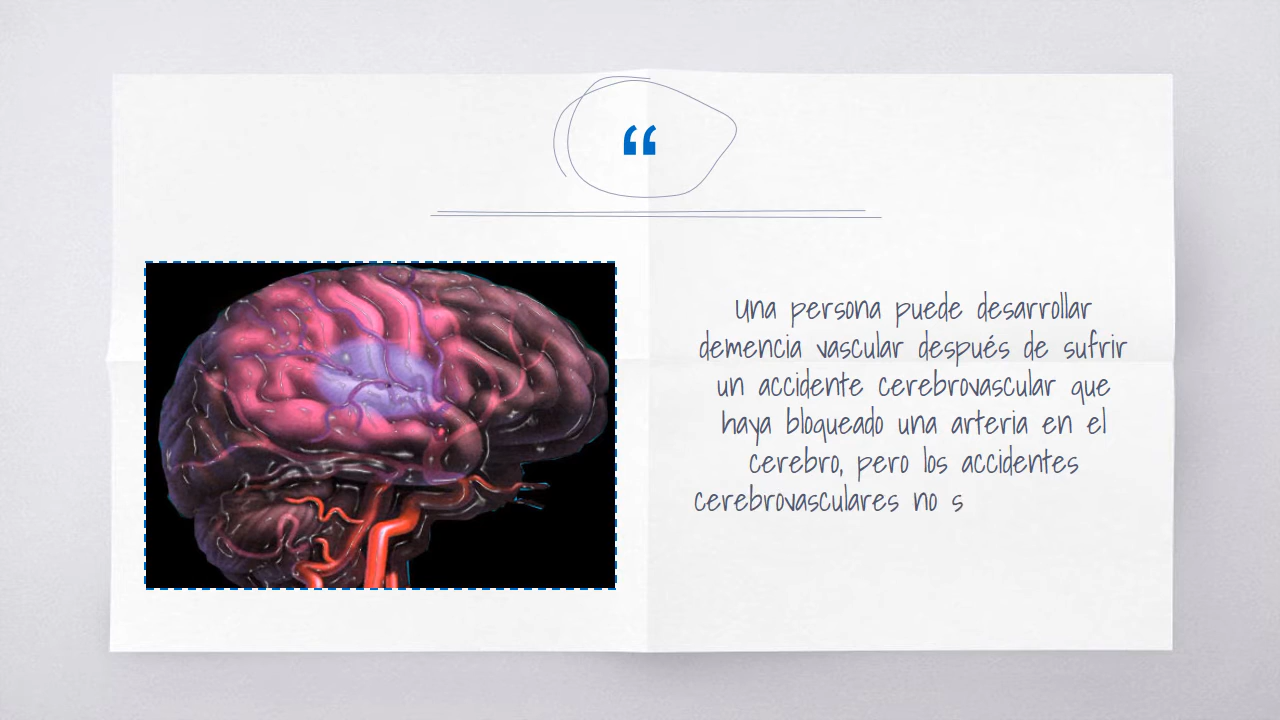 “
Una persona puede desarrollar
demencia vascular después de sufrir
un accidente cerebrovascular que
haya bloqueado una arteria en el
cerebro, pero los accidentes
cerebrovasculares no s